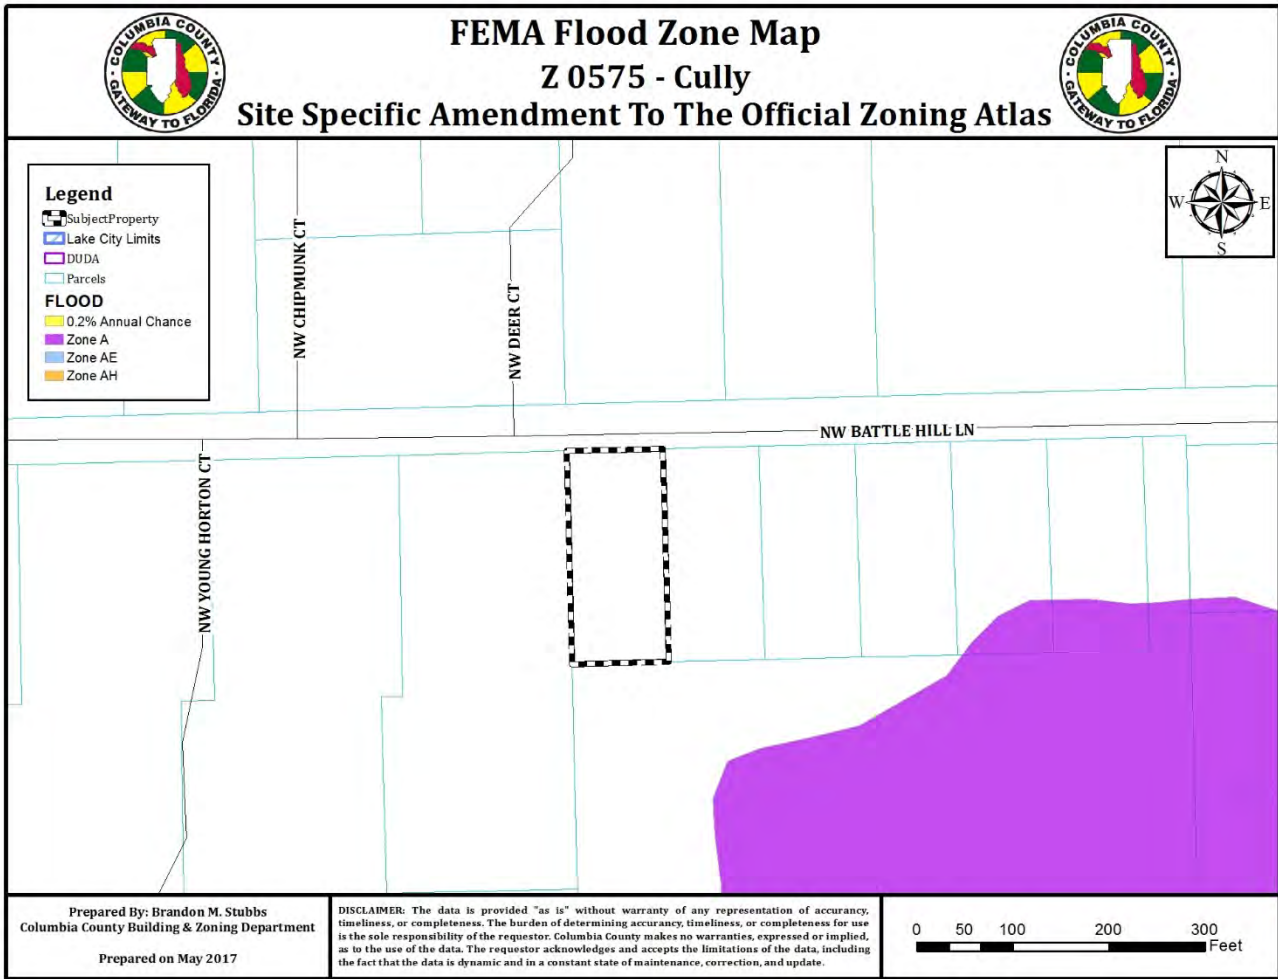 FEMA Flood Zone Map
Z 0575 - Cully
Site Specific Amendment To The Official Zoning Atlas
COLUMBIA COUNTY
GATEWAY TO FLORIDA
COLUMBIA COUNTY
GATEWAY TO FLORIDA
Legend
SubjectProperty
Lake City Limits
DUDA
Parcels
FLOOD
0.2% Annual Chance
Zone A
Zone AE
Zone AH
N
W E
S
NW CHIPMUNK CT
NW DEER CT
NW BATTLE HILL LN
NW YOUNG HORTON CT
Prepared By: Brandon M. Stubbs
Columbia County Building & Zoning Department
Prepared on May 2017
DISCLAIMER: The data is provided "as is" without warranty of any representation of accurancy,
timeliness, or completeness. The burden of determining accurancy, timeliness, or completeness for use
is the sole responsibility of the requestor. Columbia County makes no warranties, expressed or implied,
as to the use of the data. The requestor acknowledges and accepts the limitations of the data, including
the fact that the data is dynamic and in a constant state of maintenance, correction, and update.
0 50 100 200 300
Feet